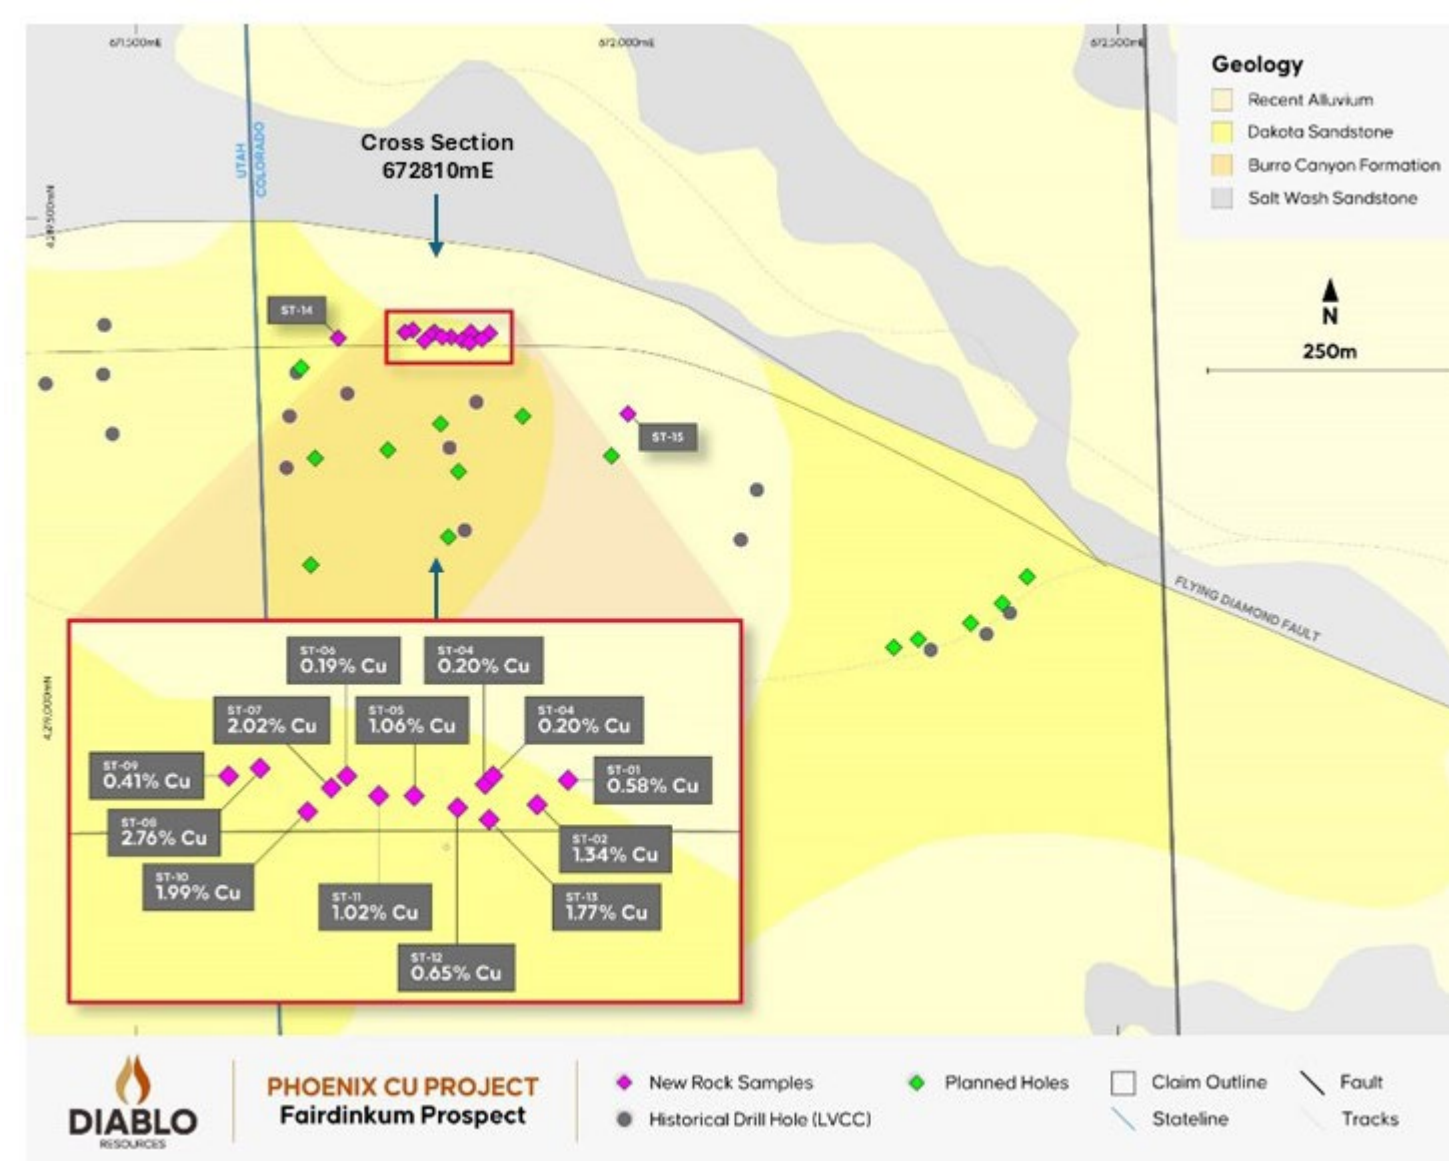 671,500mE
672,000mE
672,500mE
Geology
Recent Alluvium
Dakota Sandstone
Burro Canyon Formation
Salt Wash Sandstone
UTAH
COLORADO
Cross Section
672810mE
N
250m
ST-14
ST-15
FLYING DIAMOND FAULT
4,219,000mN
ST-06
0.19% Cu
ST-04
0.20% Cu
ST-07
2.02% Cu
ST-05
1.06% Cu
ST-04
0.20% Cu
ST-09
0.41% Cu
ST-01
0.58% Cu
ST-08
2.76% Cu
ST-02
1.34% Cu
ST-10
1.99% Cu
ST-11
1.02% Cu
ST-13
1.77% Cu
ST-12
0.65% Cu
DIABLO
RESOURCES
PHOENIX CU PROJECT
Fairdinkum Prospect
New Rock Samples
Historical Drill Hole (LVCC)
Planned Holes
Claim Outline
Stateline
Fault
Tracks